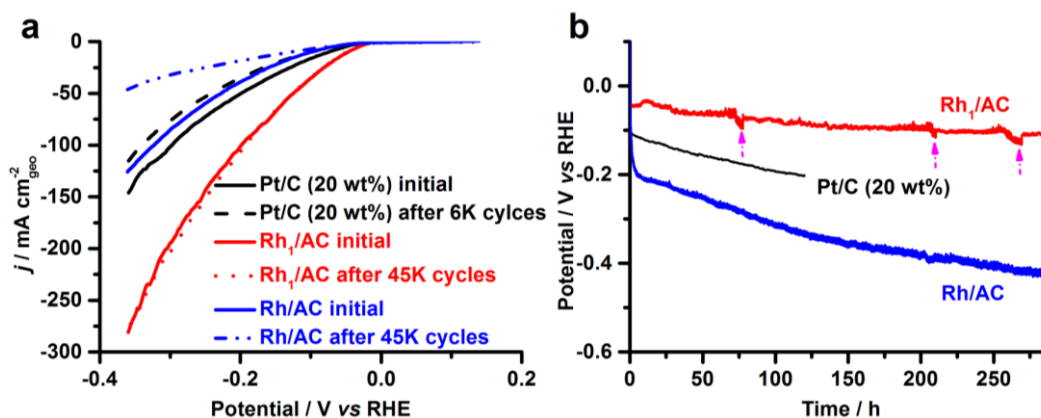 a
0
-50
-100
-150
-200
-250
-300
j / mA cm⁻²geo
Pt/C (20 wt%) initial
Pt/C (20 wt%) after 6K cylces
Rh₁/AC initial
Rh₁/AC after 45K cycles
Rh/AC initial
Rh/AC after 45K cycles
-0.4 -0.2 0.0 0.2
Potential / V vs RHE
b
0.0
-0.2
-0.4
-0.6
Potential / V vs RHE
Rh₁/AC
Pt/C (20 wt%)
Rh/AC
0 50 100 150 200 250
Time / h